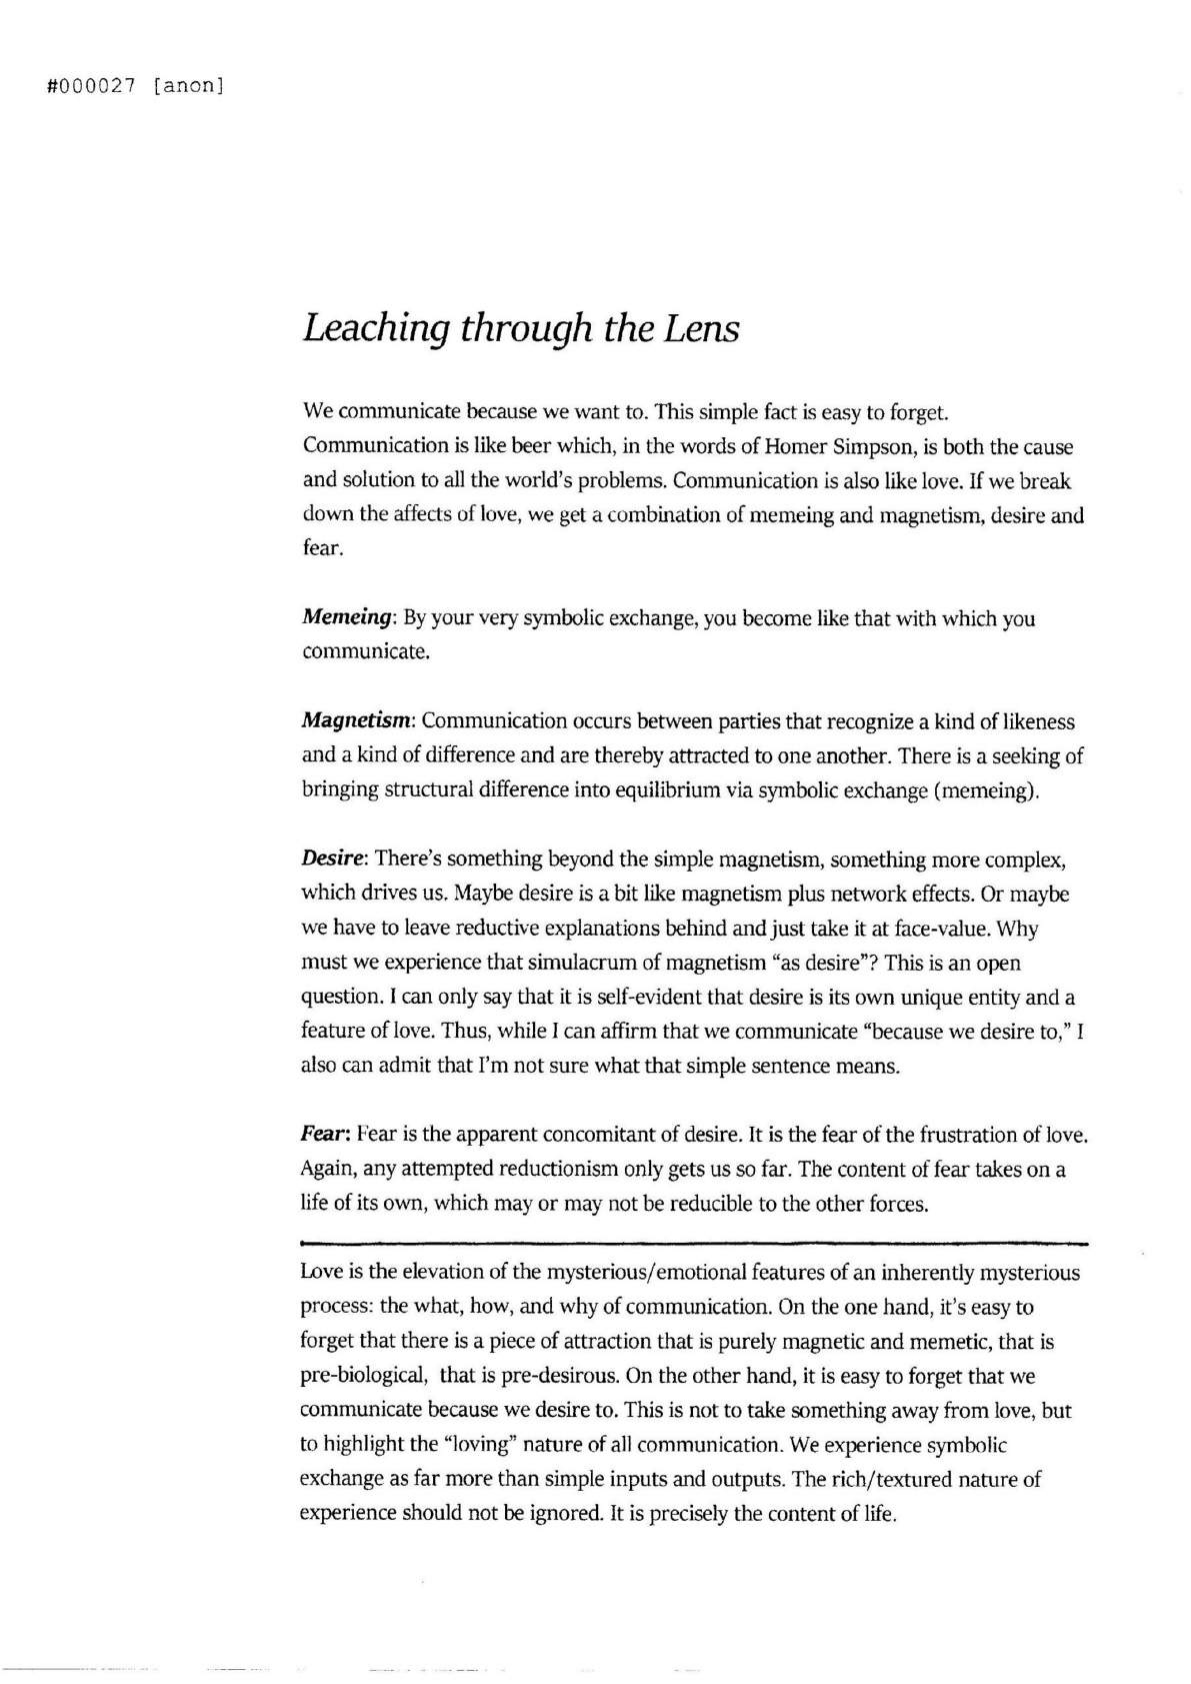 #000027 [anon]
Leaching through the Lens
We communicate because we want to. This simple fact is easy to forget.
Communication is like beer which, in the words of Homer Simpson, is both the cause
and solution to all the world's problems. Communication is also like love. If we break
down the affects of love, we get a combination of memeing and magnetism, desire and
fear.
Memeing: By your very symbolic exchange, you become like that with which you
communicate.
Magnetism: Communication occurs between parties that recognize a kind of likeness
and a kind of difference and are thereby attracted to one another. There is a seeking of
bringing structural difference into equilibrium via symbolic exchange (memeing).
Desire: There's something beyond the simple magnetism, something more complex,
which drives us. Maybe desire is a bit like magnetism plus network effects. Or maybe
we have to leave reductive explanations behind and just take it at face-value. Why
must we experience that simulacrum of magnetism “as desire”? This is an open
question. I can only say that it is self-evident that desire is its own unique entity and a
feature of love. Thus, while I can affirm that we communicate “because we desire to,” I
also can admit that I'm not sure what that simple sentence means.
Fear: Fear is the apparent concomitant of desire. It is the fear of the frustration of love.
Again, any attempted reductionism only gets us so far. The content of fear takes on a
life of its own, which may or may not be reducible to the other forces.
Love is the elevation of the mysterious/emotional features of an inherently mysterious
process: the what, how, and why of communication. On the one hand, it's easy to
forget that there is a piece of attraction that is purely magnetic and memetic, that is
pre-biological,  that is pre-desirous. On the other hand, it is easy to forget that we
communicate because we desire to. This is not to take something away from love, but
to highlight the “loving” nature of all communication. We experience symbolic
exchange as far more than simple inputs and outputs. The rich/textured nature of
experience should not be ignored. It is precisely the content of life.